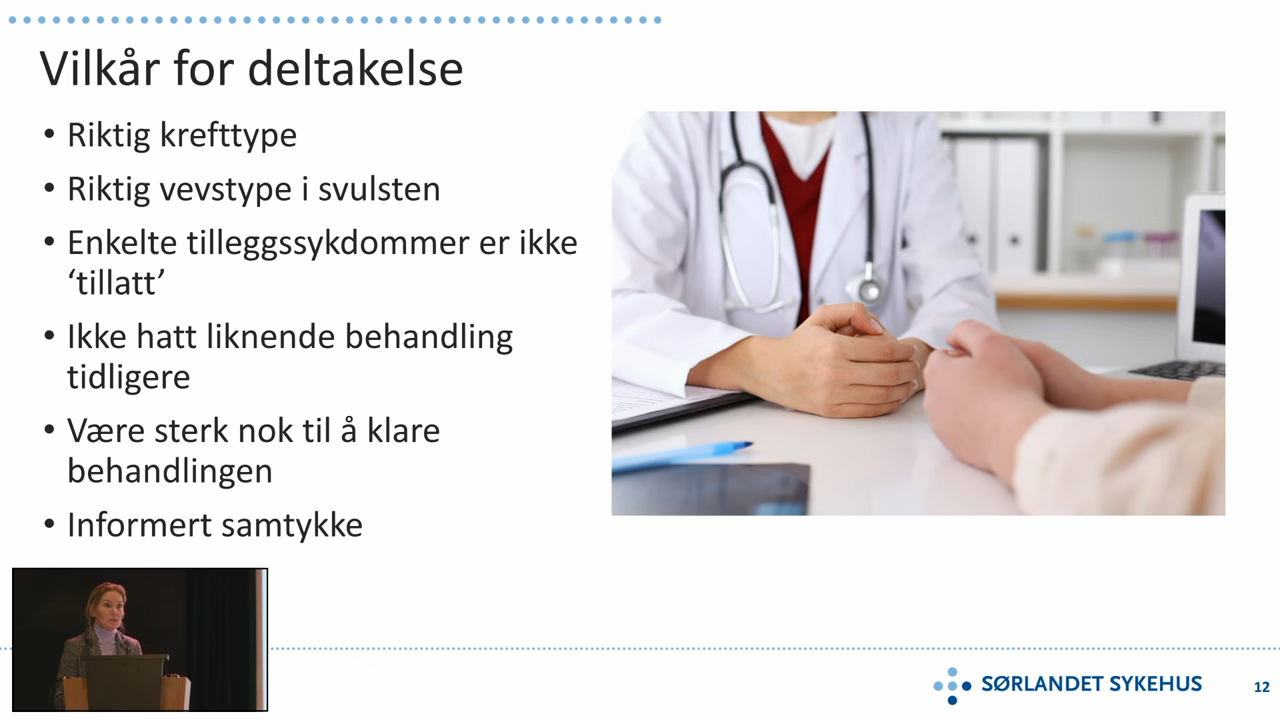 Vilkår for deltakelse
• Riktig krefttype
• Riktig vevstype i svulsten
• Enkelte tilleggssykdommer er ikke
‘tillatt’
• Ikke hatt liknende behandling
tidligere
• Være sterk nok til å klare
behandlingen
• Informert samtykke
SØRLANDET SYKEHUS
12